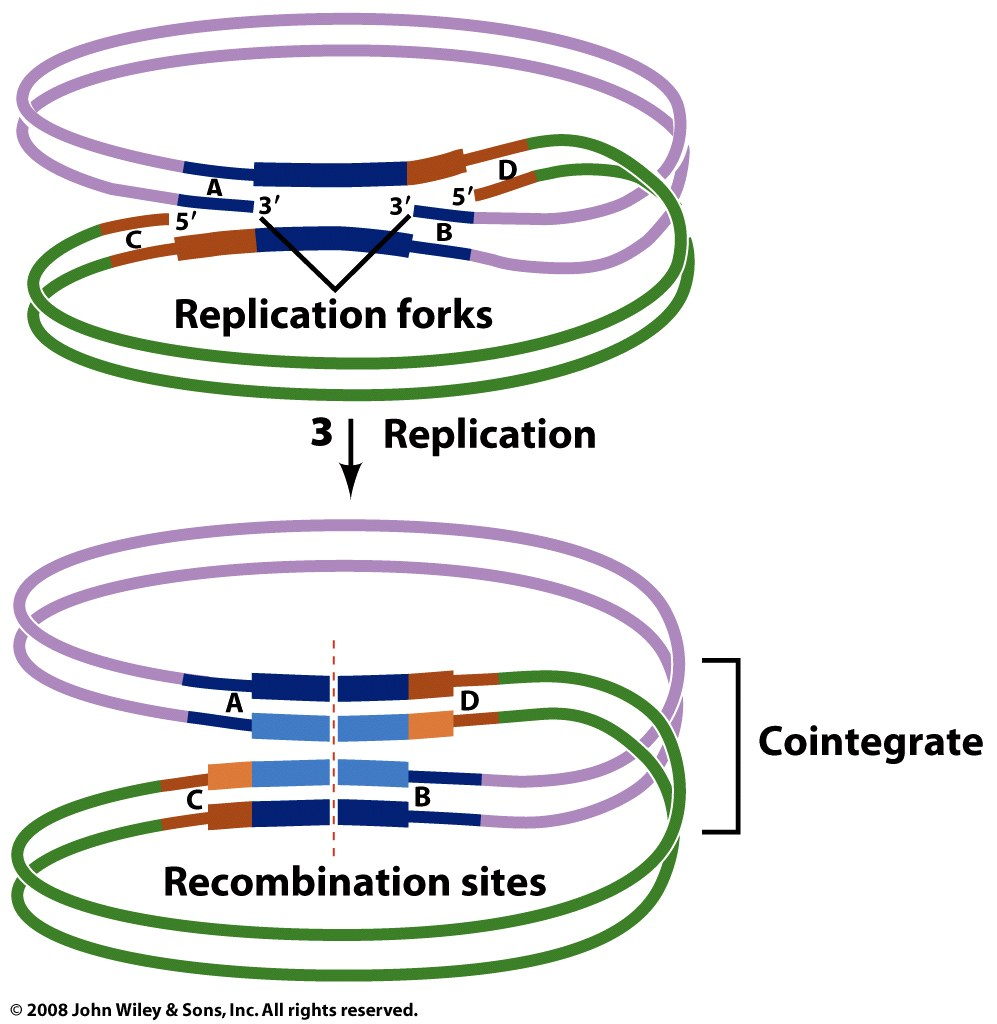 D
A
3′
3′
5′
5′
C
B
Replication forks
3 Replication
A
D
C
B
Cointegrate
Recombination sites
© 2008 John Wiley & Sons, Inc. All rights reserved.